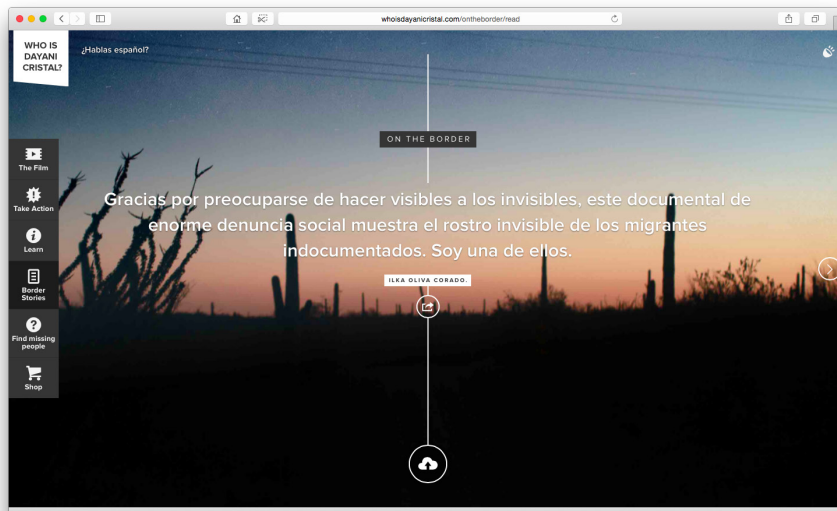 whoisdayanicristal.com/ontheborder/read
WHO IS
DAYANI
CRISTAL?
¿Hablas español?
The Film
Take Action
Learn
Border
Stories
Find missing
people
Shop
ON THE BORDER
Gracias por preocuparse de hacer visibles a los invisibles, este documental de
enorme denuncia social muestra el rostro invisible de los migrantes
indocumentados. Soy una de ellos.
ILKA OLIVA CORADO.